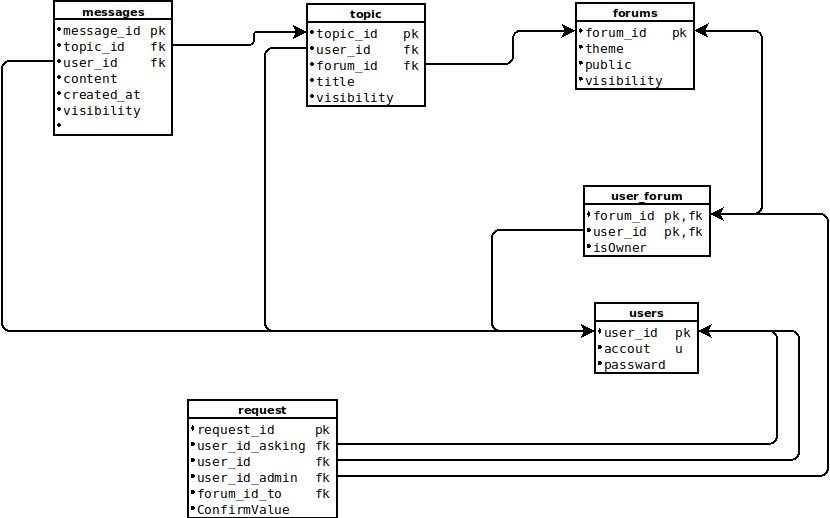 messages
message_id pk
topic_id fk
user_id fk
content
created_at
visibility
topic
topic_id pk
user_id fk
forum_id fk
title
visibility
forums
forum_id pk
theme
public
visibility
user_forum
forum_id pk,fk
user_id pk,fk
isOwner
users
user_id pk
accout u
passward
request
request_id pk
user_id_asking fk
user_id fk
user_id_admin fk
forum_id_to fk
ConfirmValue